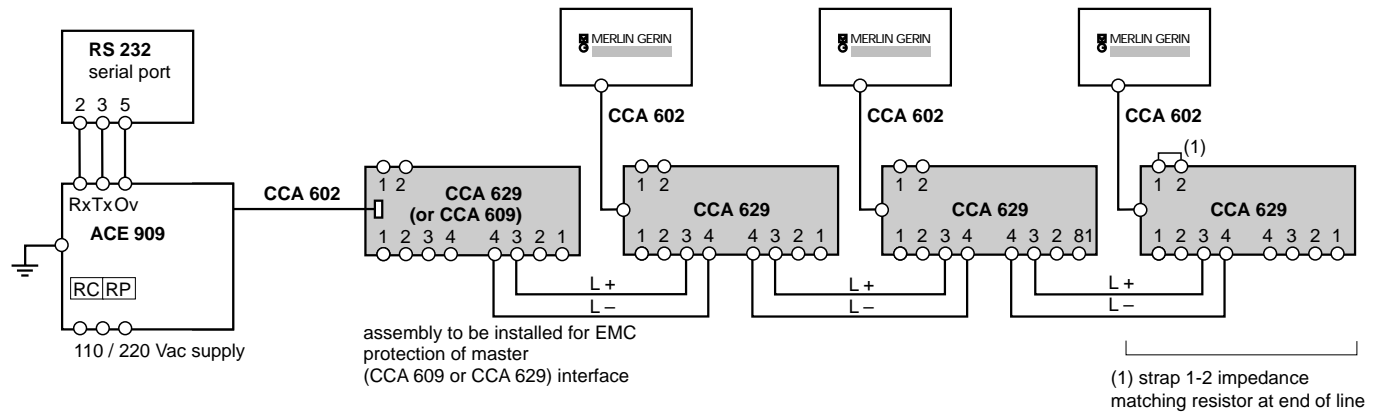 RS 232
serial port
2 3 5
RxTxOv
ACE 909
RC RP
110 / 220 Vac supply
CCA 602
1 2
CCA 629
(or CCA 609)
1 2 3 4 4 3 2 1
assembly to be installed for EMC
protection of master
(CCA 609 or CCA 629) interface
MERLIN GERIN
CCA 602
1 2
CCA 629
1 2 3 4 4 3 2 1
L +
L –
MERLIN GERIN
CCA 602
1 2
CCA 629
1 2 3 4 4 3 2 81
L +
L –
MERLIN GERIN
CCA 602
(1)
1 2
CCA 629
1 2 3 4 4 3 2 1
L +
L –
(1) strap 1-2 impedance
matching resistor at end of line